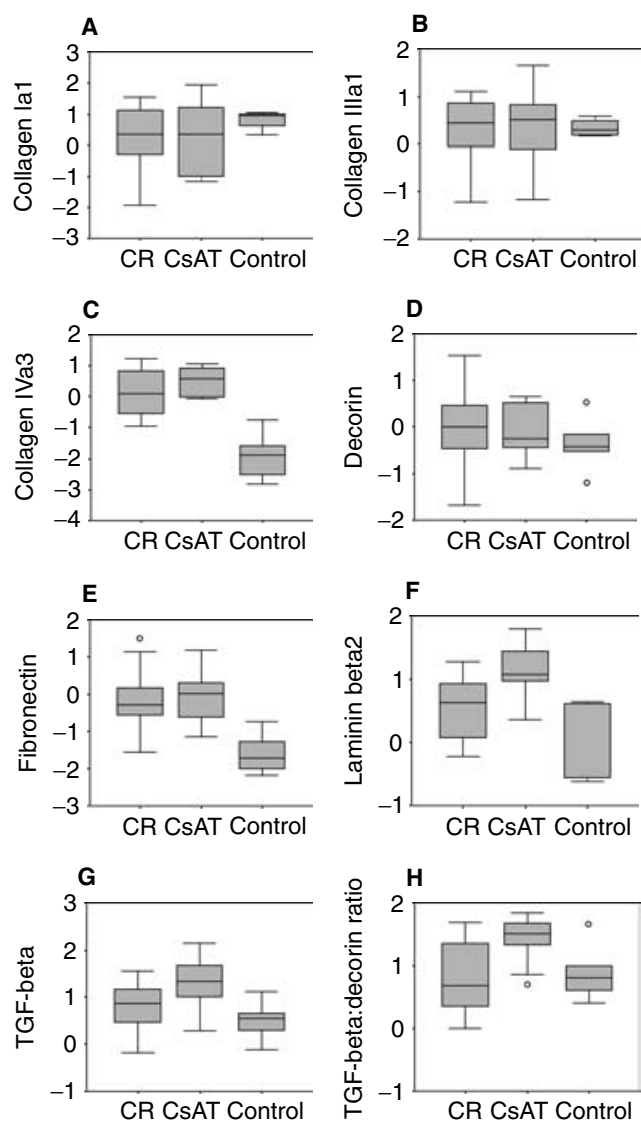 A
Collagen Ia1
3
2
1
0
−1
−2
−3
CR CsAT Control
B
Collagen IIIa1
2
1
0
−1
−2
CR CsAT Control
C
Collagen IVa3
2
1
0
−1
−2
−3
−4
CR CsAT Control
D
Decorin
2
1
0
−1
−2
CR CsAT Control
E
Fibronectin
2
1
0
−1
−2
−3
CR CsAT Control
F
Laminin beta2
2
1
0
−1
CR CsAT Control
G
TGF-beta
3
2
1
0
−1
CR CsAT Control
H
TGF-beta:decorin ratio
2
1
0
−1
CR CsAT Control